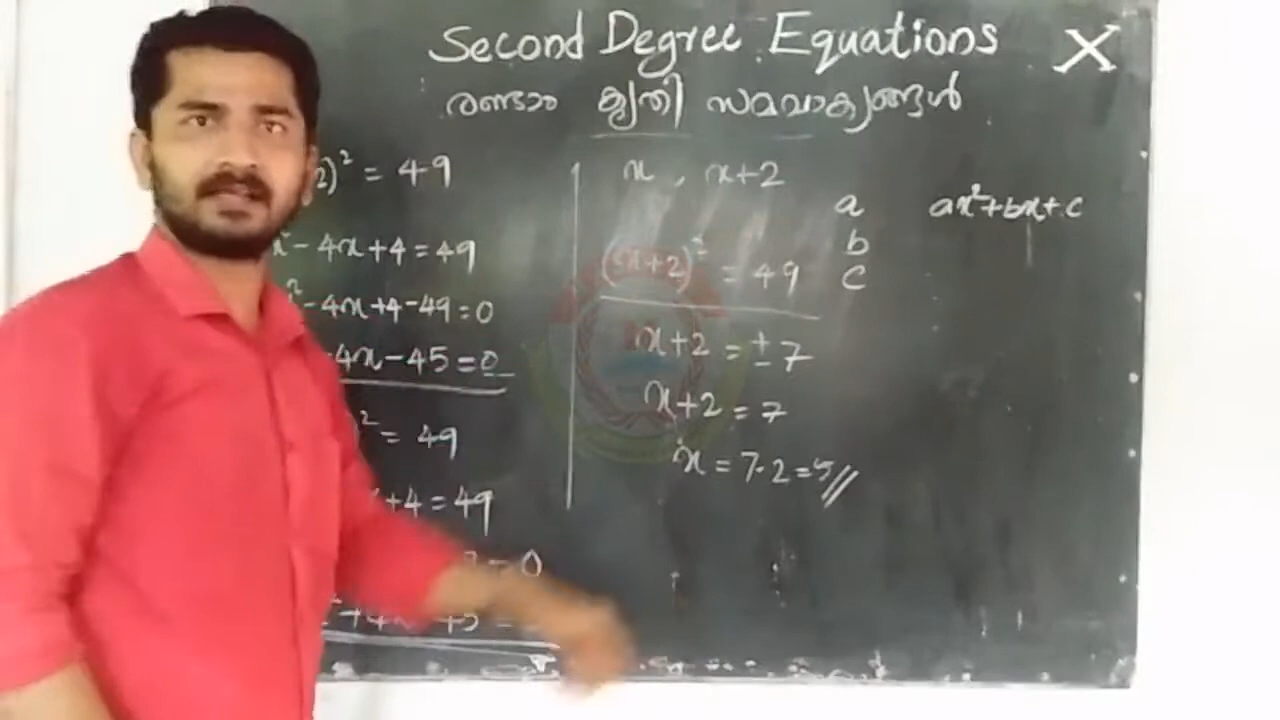 Second Degree Equations X
രണ്ടാം കൃതി സമവാക്യങ്ങൾ
2)² = 49
x² - 4x + 4 = 49
² - 4x + 4 - 49 = 0
- 4x - 45 = 0
)² = 49
+ 4 = 49
= 0
x , x+2
(x+2)² = 49
x+2 = ± 7
x+2 = 7
x = 7-2 = 5//
a
b
c
ax²+bx+c